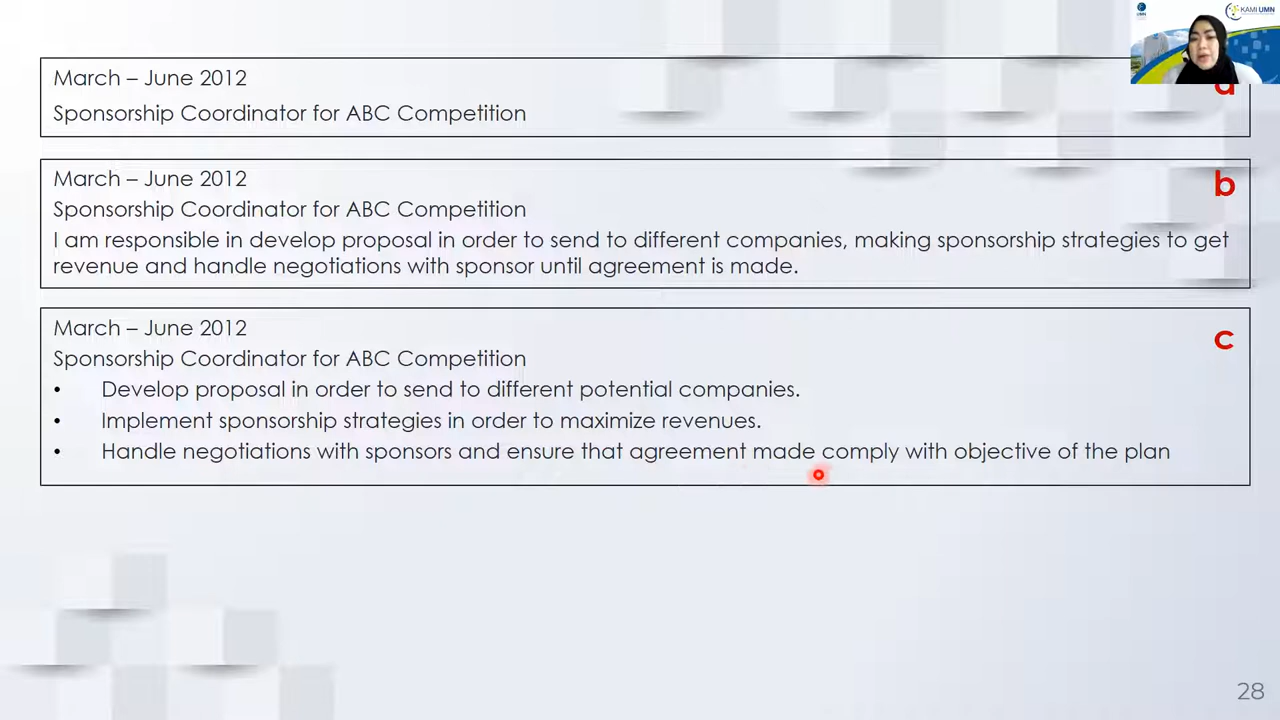 UMN
KAMI UMN
March – June 2012
Sponsorship Coordinator for ABC Competition
a
March – June 2012
b
Sponsorship Coordinator for ABC Competition
I am responsible in develop proposal in order to send to different companies, making sponsorship strategies to get
revenue and handle negotiations with sponsor until agreement is made.
March – June 2012
c
Sponsorship Coordinator for ABC Competition
• Develop proposal in order to send to different potential companies.
• Implement sponsorship strategies in order to maximize revenues.
• Handle negotiations with sponsors and ensure that agreement made comply with objective of the plan
28